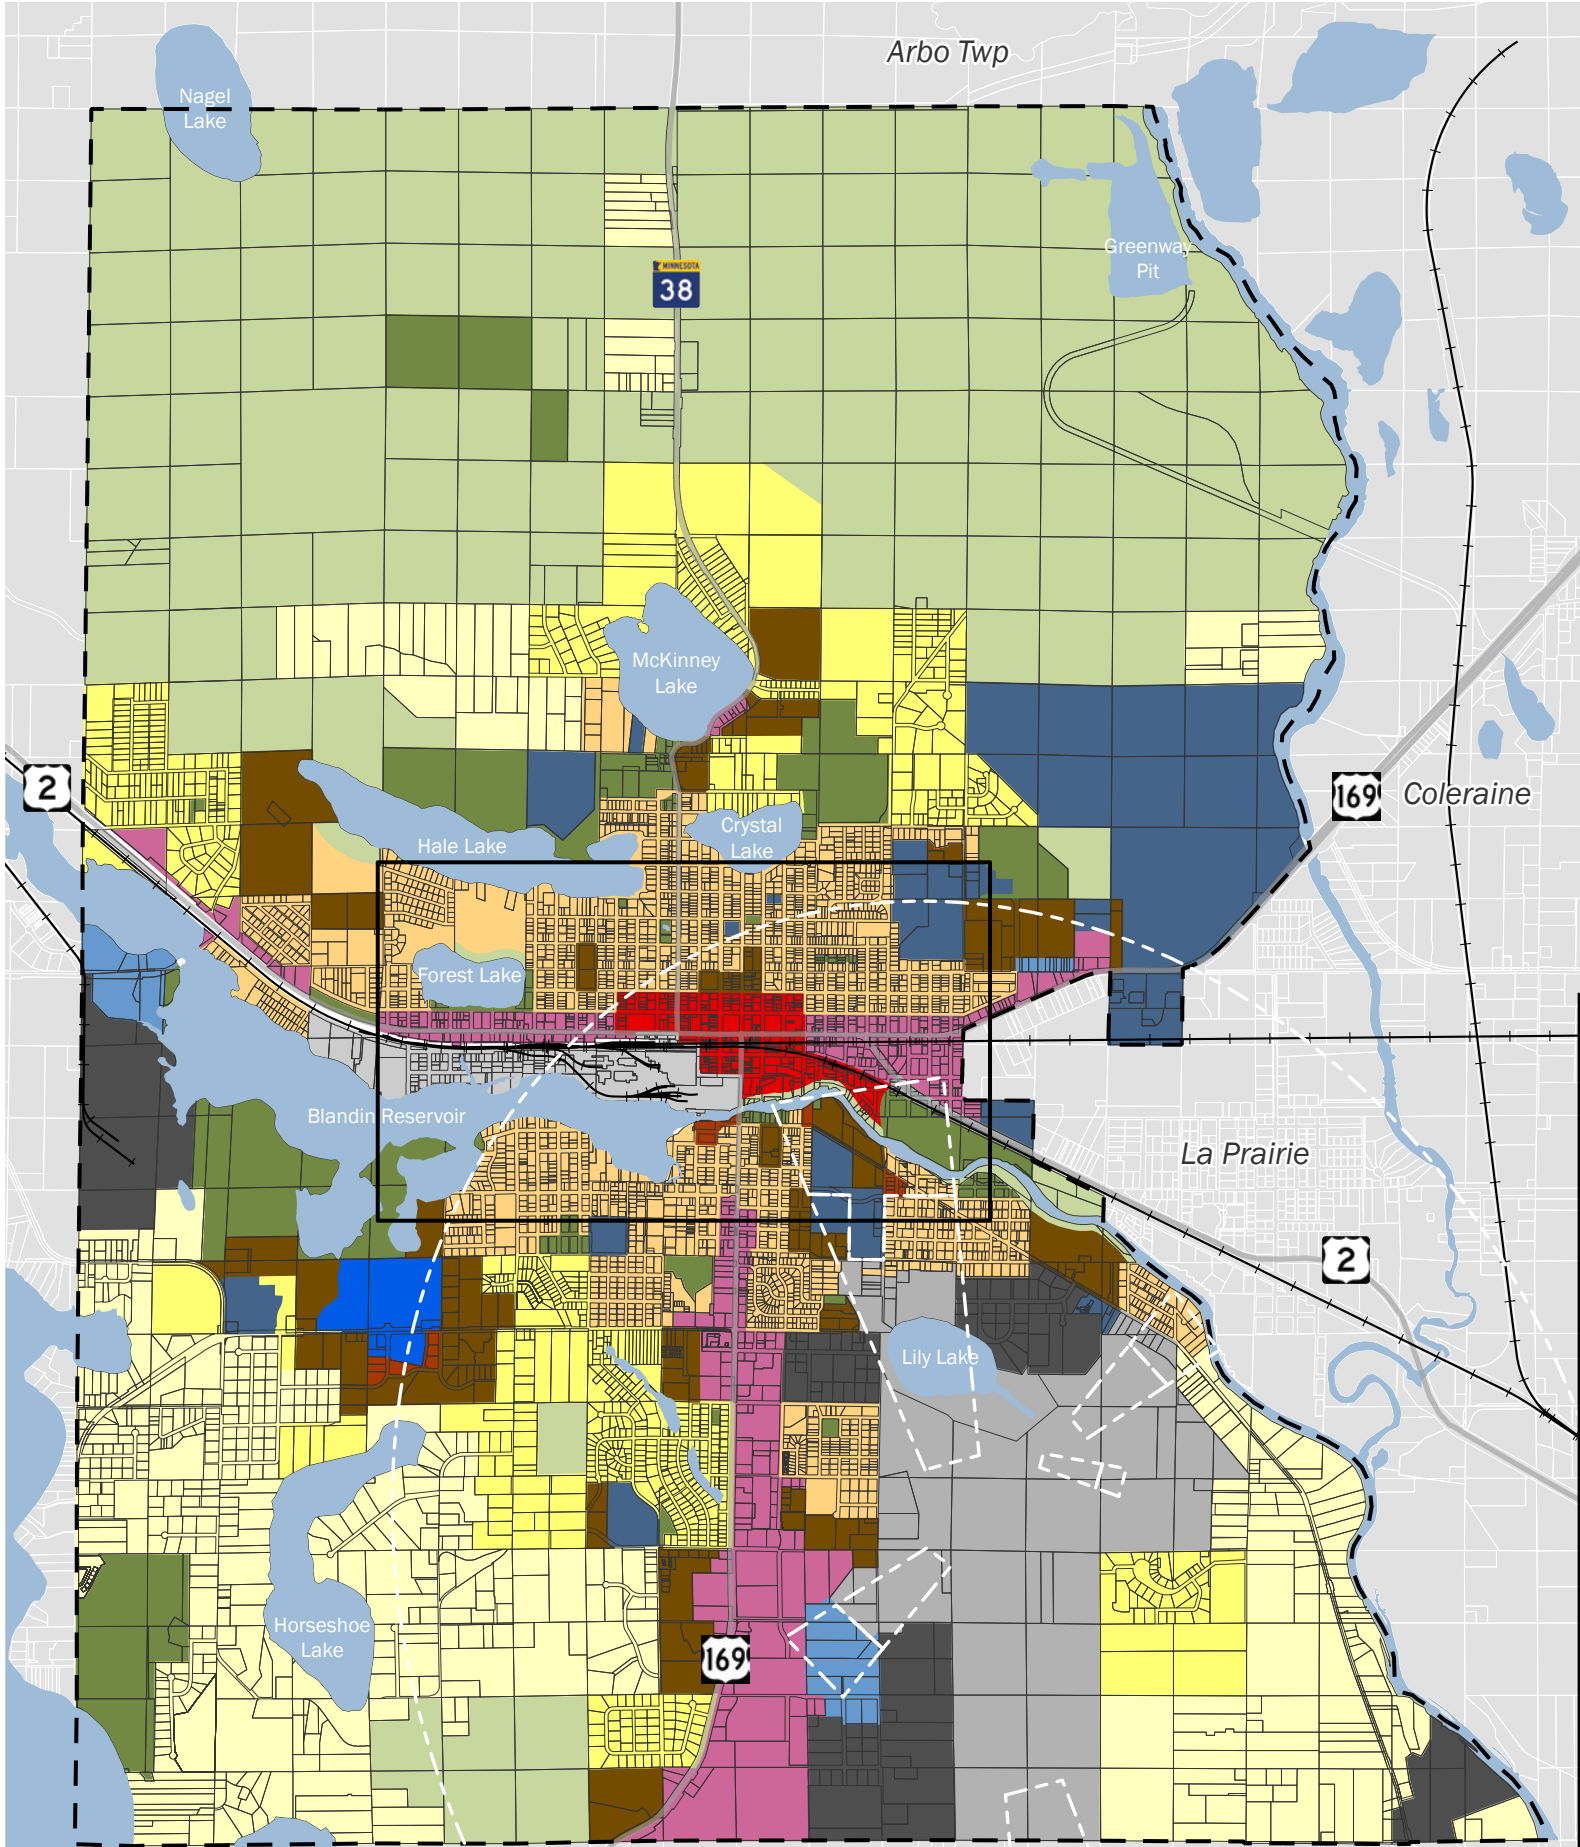 Arbo Twp
Nagel
Lake
Greenway
Pit
MINNESOTA
38
McKinney
Lake
2
169
Coleraine
Crystal
Lake
Hale Lake
Forest Lake
Blandin Reservoir
La Prairie
2
Lily Lake
Horseshoe
Lake
169